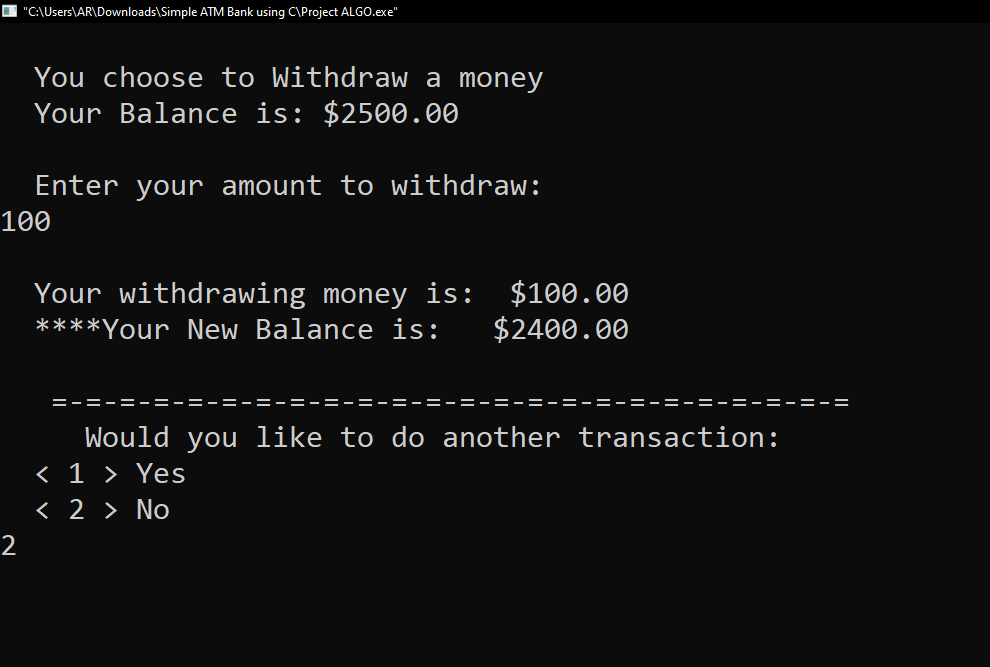 "C:\Users\AR\Downloads\Simple ATM Bank using C\Project ALGO.exe"
You choose to Withdraw a money
Your Balance is: $2500.00
Enter your amount to withdraw:
100
Your withdrawing money is:  $100.00
****Your New Balance is:   $2400.00
=-=-=-=-=-=-=-=-=-=-=-=-=-=-=-=-=-=-=-=-=-=-=-=
Would you like to do another transaction:
< 1 > Yes
< 2 > No
2